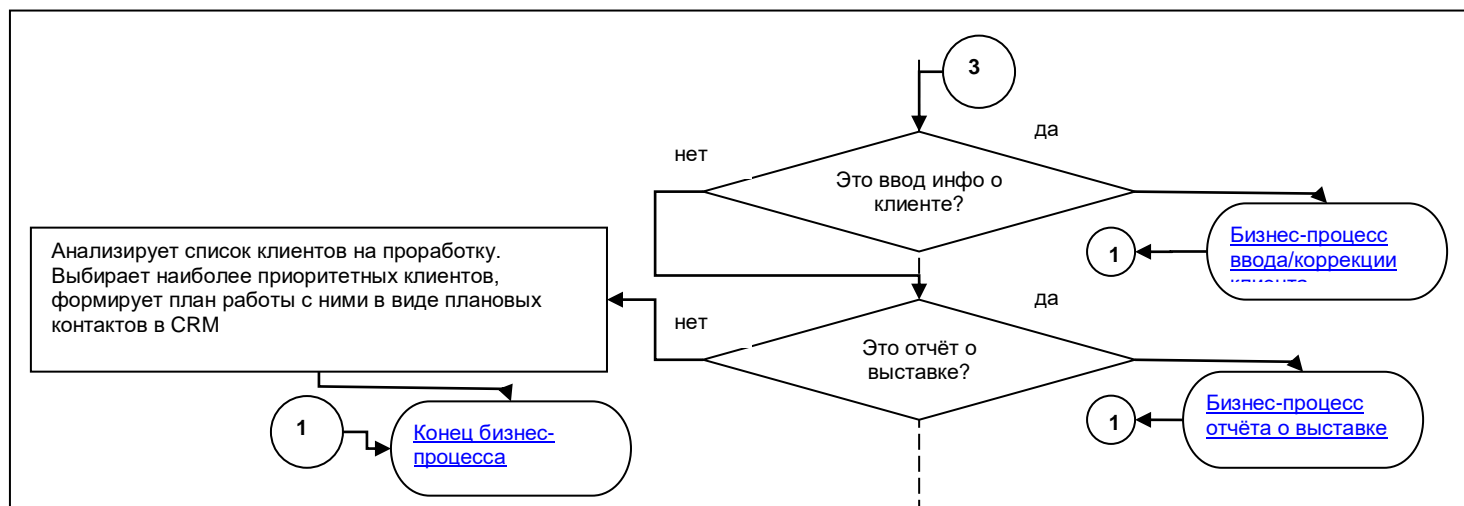 3
да
нет
Это ввод инфо о
клиенте?
Бизнес-процесс
ввода/коррекции
клиента
1
Анализирует список клиентов на проработку.
Выбирает наиболее приоритетных клиентов,
формирует план работы с ними в виде плановых
контактов в CRM
да
нет
Это отчёт о
выставке?
Бизнес-процесс
отчёта о выставке
1
1
Конец бизнес-
процесса